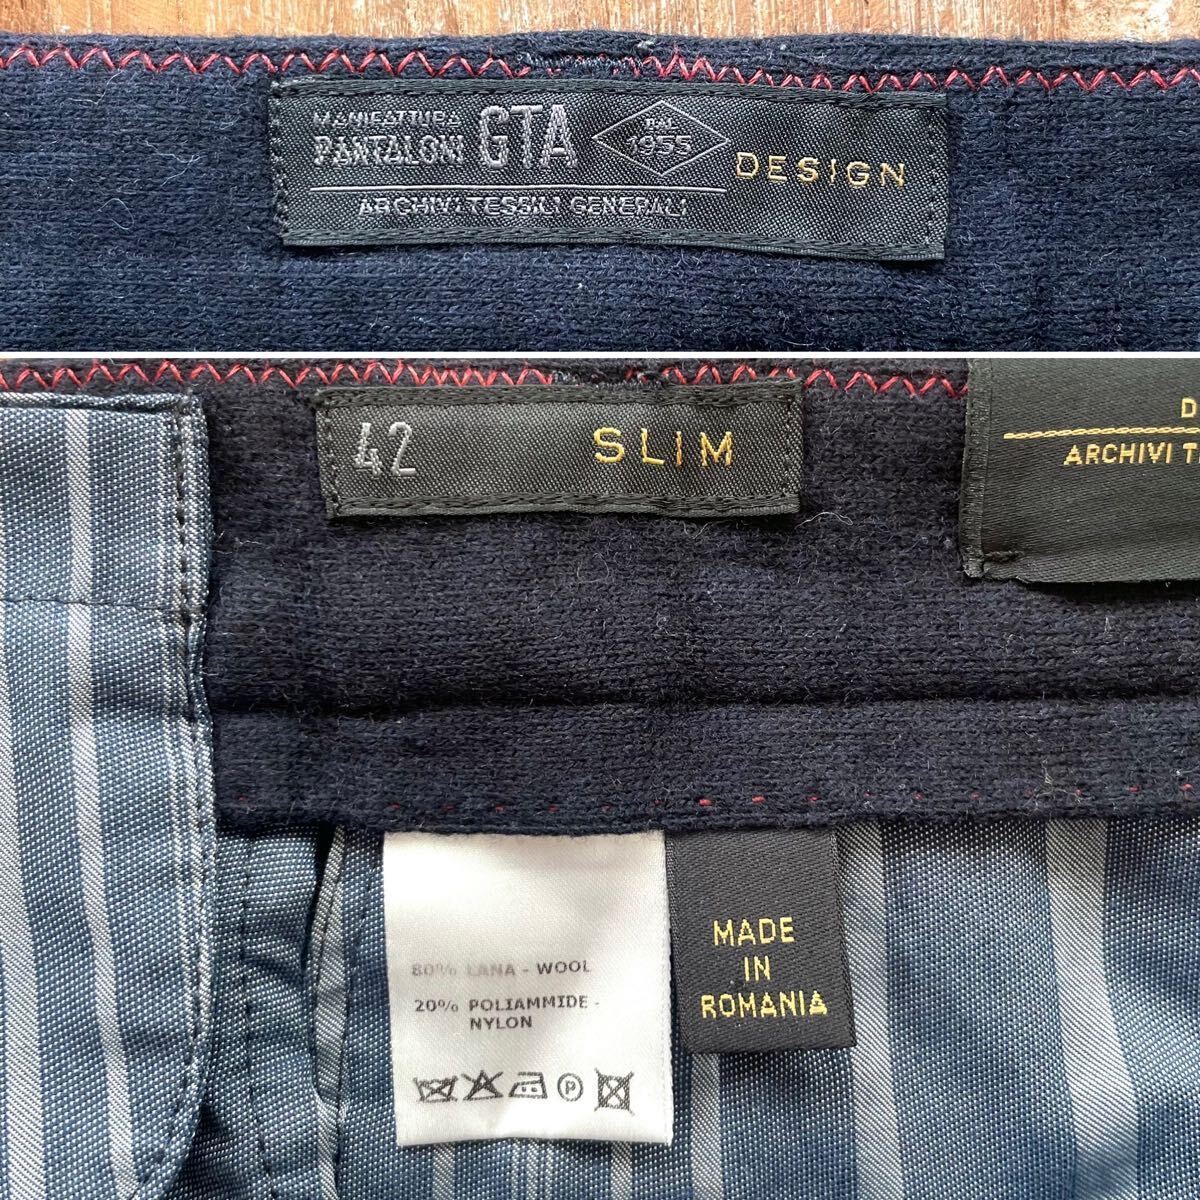 MANIFATTURA
PANTALONI GTA DAL 1955 DESIGN
ARCHIVI TESSILI GENERALI
42 SLIM
D
ARCHIVI T
80% LANA - WOOL
20% POLIAMMIDE -
NYLON
P
MADE
IN
ROMANIA